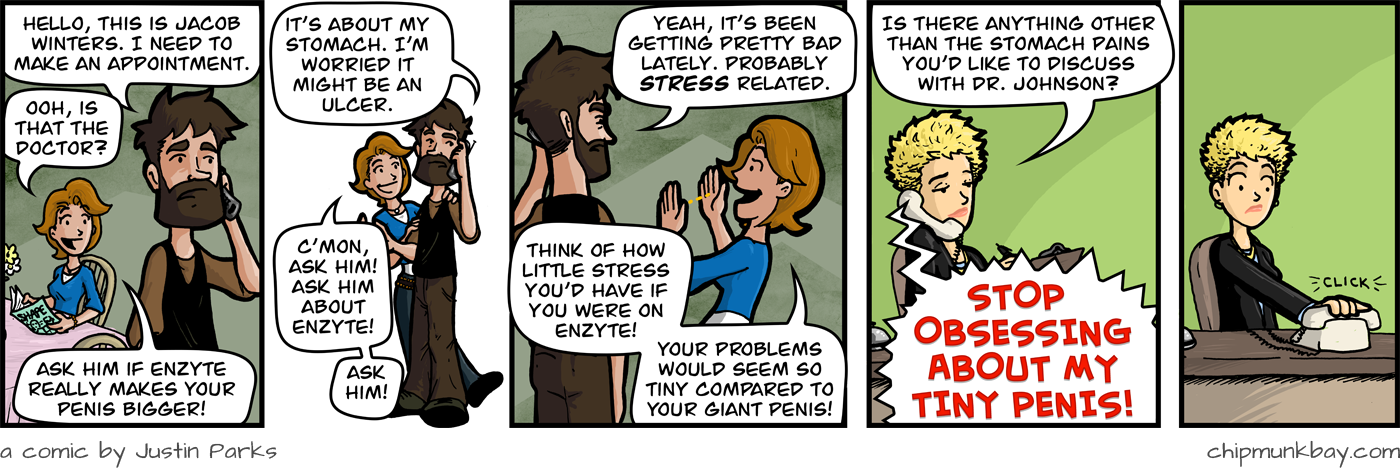 HELLO, THIS IS JACOB
WINTERS. I NEED TO
MAKE AN APPOINTMENT.
OOH, IS
THAT THE
DOCTOR?
SHAPE
ASK HIM IF ENZYTE
REALLY MAKES YOUR
PENIS BIGGER!
IT'S ABOUT MY
STOMACH. I'M
WORRIED IT
MIGHT BE AN
ULCER.
C'MON,
ASK HIM!
ASK HIM
ABOUT
ENZYTE!
ASK
HIM!
YEAH, IT'S BEEN
GETTING PRETTY BAD
LATELY. PROBABLY
STRESS RELATED.
THINK OF HOW
LITTLE STRESS
YOU'D HAVE IF
YOU WERE ON
ENZYTE!
YOUR PROBLEMS
WOULD SEEM SO
TINY COMPARED TO
YOUR GIANT PENIS!
IS THERE ANYTHING OTHER
THAN THE STOMACH PAINS
YOU'D LIKE TO DISCUSS
WITH DR. JOHNSON?
STOP
OBSESSING
ABOUT MY
TINY PENIS!
CLICK
a comic by Justin Parks
chipmunkbay.com